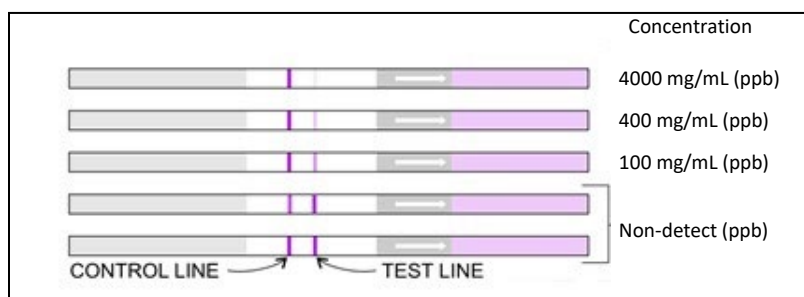 Concentration
4000 mg/mL (ppb)
400 mg/mL (ppb)
100 mg/mL (ppb)
Non-detect (ppb)
CONTROL LINE
TEST LINE